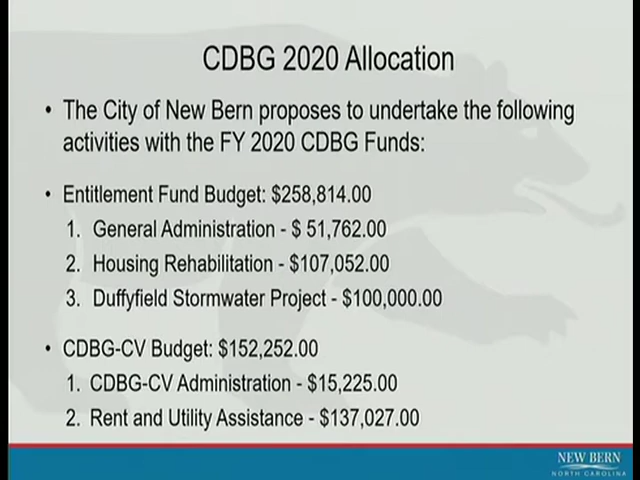 CDBG 2020 Allocation
• The City of New Bern proposes to undertake the following
activities with the FY 2020 CDBG Funds:
• Entitlement Fund Budget: $258,814.00
1. General Administration - $ 51,762.00
2. Housing Rehabilitation - $107,052.00
3. Duffyfield Stormwater Project - $100,000.00
• CDBG-CV Budget: $152,252.00
1. CDBG-CV Administration - $15,225.00
2. Rent and Utility Assistance - $137,027.00
NEW BERN
NORTH CAROLINA